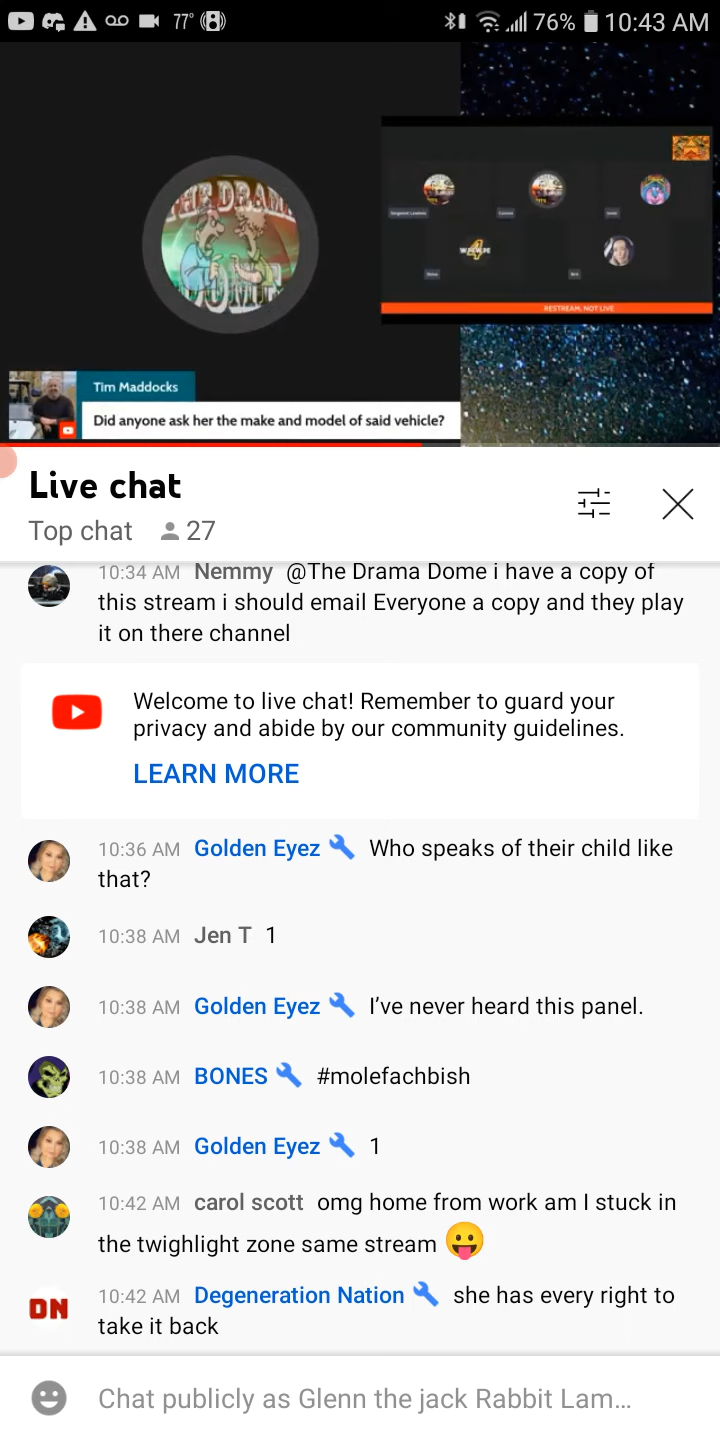 77° 76% 10:43 AM
THE DRAMA
DOME
RESTREAM, NOT LIVE
Tim Maddocks
Did anyone ask her the make and model of said vehicle?
Live chat
Top chat 27
10:34 AM Nemmy @The Drama Dome i have a copy of
this stream i should email Everyone a copy and they play
it on there channel
Welcome to live chat! Remember to guard your
privacy and abide by our community guidelines.
LEARN MORE
10:36 AM Golden Eyez Who speaks of their child like
that?
10:38 AM Jen T 1
10:38 AM Golden Eyez I’ve never heard this panel.
10:38 AM BONES #molefachbish
10:38 AM Golden Eyez 1
10:42 AM carol scott omg home from work am I stuck in
the twighlight zone same stream 😛
DN 10:42 AM Degeneration Nation she has every right to
take it back
Chat publicly as Glenn the jack Rabbit Lam...